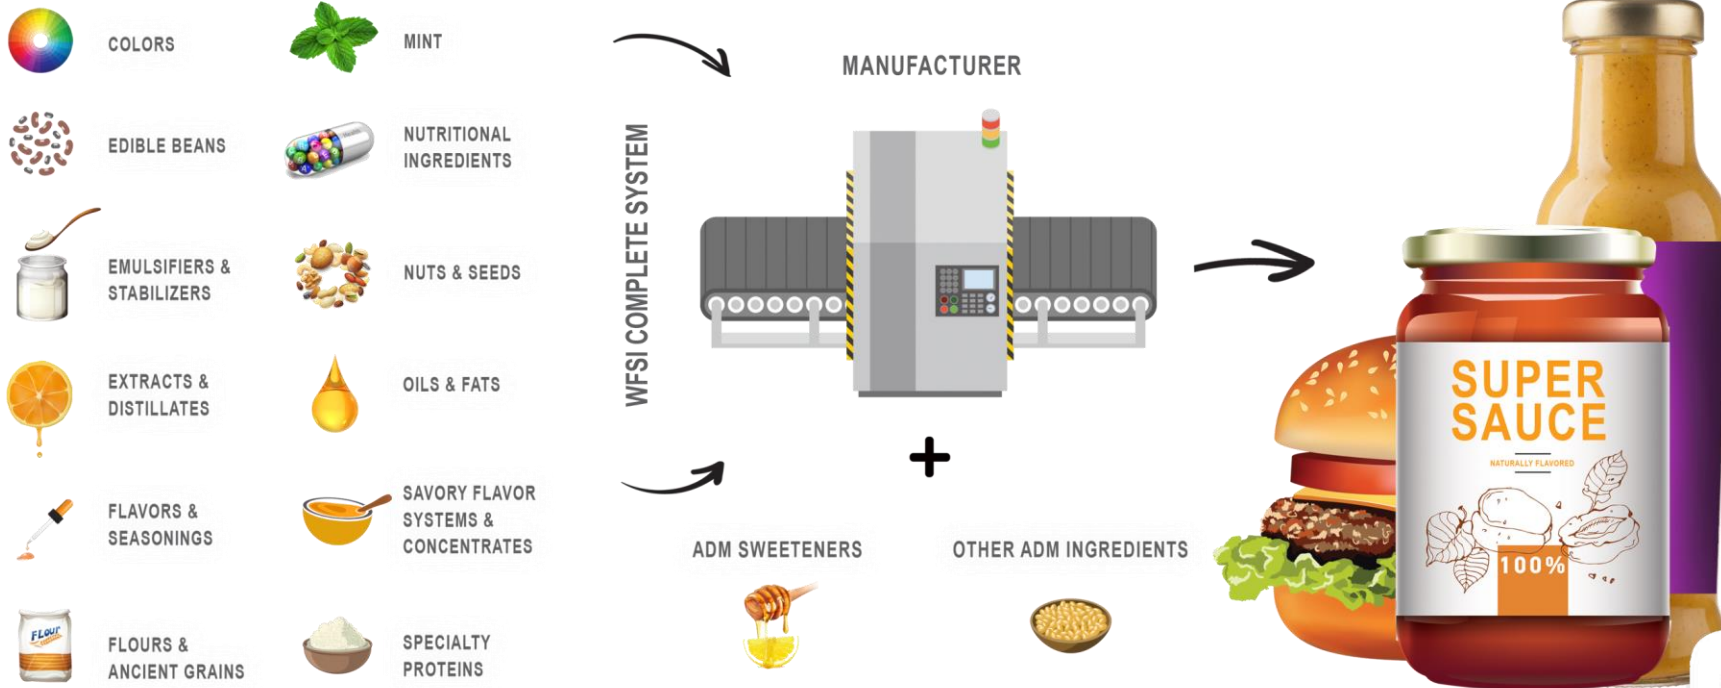 COLORS
MINT
EDIBLE BEANS
NUTRITIONAL
INGREDIENTS
EMULSIFIERS &
STABILIZERS
NUTS & SEEDS
EXTRACTS &
DISTILLATES
OILS & FATS
FLAVORS &
SEASONINGS
SAVORY FLAVOR
SYSTEMS &
CONCENTRATES
FLOUR
FLOURS &
ANCIENT GRAINS
SPECIALTY
PROTEINS
WFSI COMPLETE SYSTEM
MANUFACTURER
+
ADM SWEETENERS
OTHER ADM INGREDIENTS
SUPER
SAUCE
NATURALLY FLAVORED
100%